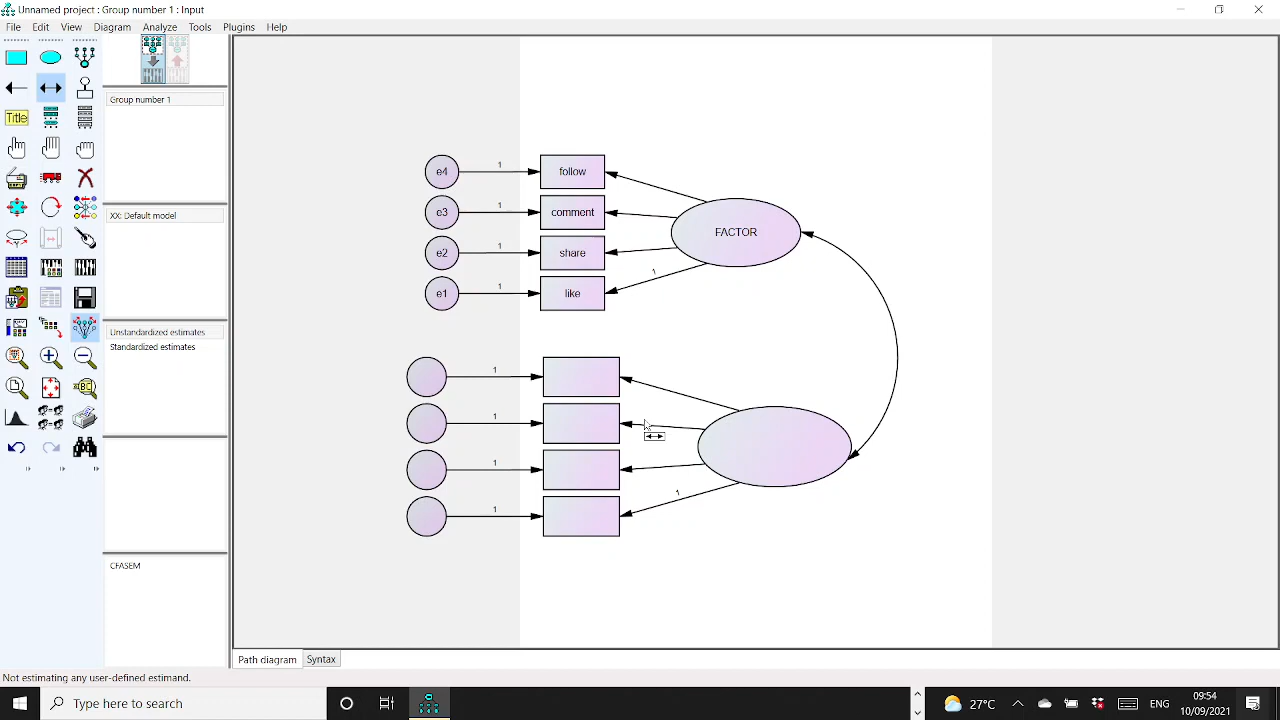 Unnamed project : Group number 1 : Input
File Edit View Diagram Analyze Tools Plugins Help
Title
Group number 1
XX: Default model
Unstandardized estimates
Standardized estimates
CFASEM
e4 1 follow
e3 1 comment
e2 1 share
e1 1 like
FACTOR
1
1
1
1
1
1
Path diagram Syntax
Not estimating any user-defined estimand.
Type here to search
27°C
ENG
09:54
10/09/2021